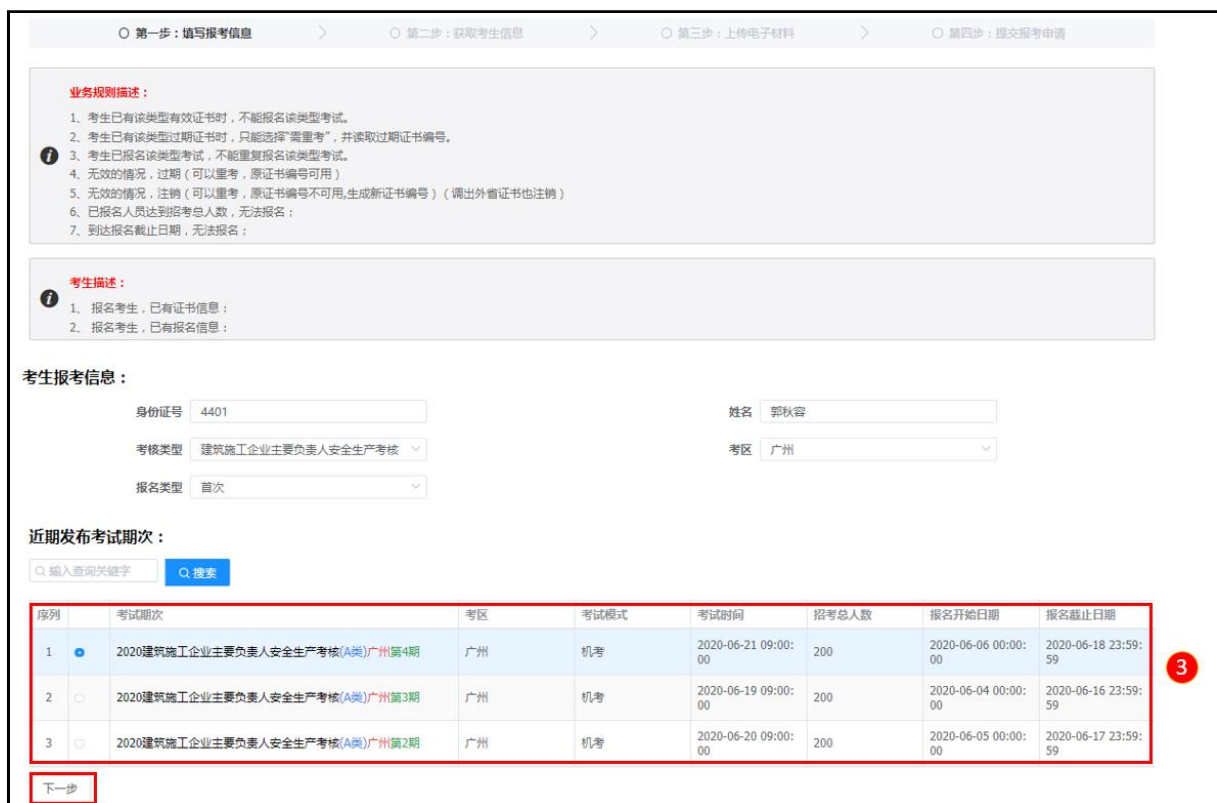 第一步：填写报考信息 第二步：获取考生信息 第三步：上传电子材料 第四步：提交报考申请
业务规则描述：
1、考生已有该类型有效证书时，不能报名该类型考试。
2、考生已有该类型过期证书时，只能选择"需重考"，并读取过期证书编号。
3、考生已报名该类型考试，不能重复报名该类型考试。
4、无效的情况，过期（可以重考，原证书编号可用）
5、无效的情况，注销（可以重考，原证书编号不可用,生成新证书编号）（调出外省证书也注销）
6、已报名人员达到招考总人数，无法报名；
7、到达报名截止日期，无法报名；
考生描述：
1、 报名考生，已有证书信息：
2、 报名考生，已有报名信息：
考生报考信息：
身份证号 4401 姓名 郭秋容
考核类型 建筑施工企业主要负责人安全生产考核 考区 广州
报名类型 首次
近期发布考试期次：
输入查询关键字 搜索
序列 考试期次 考区 考试模式 考试时间 招考总人数 报名开始日期 报名截止日期
1 2020建筑施工企业主要负责人安全生产考核(A类)广州第4期 广州 机考 2020-06-21 09:00:00 200 2020-06-06 00:00:00 2020-06-18 23:59:59
3
2 2020建筑施工企业主要负责人安全生产考核(A类)广州第3期 广州 机考 2020-06-19 09:00:00 200 2020-06-04 00:00:00 2020-06-16 23:59:59
3 2020建筑施工企业主要负责人安全生产考核(A类)广州第2期 广州 机考 2020-06-20 09:00:00 200 2020-06-05 00:00:00 2020-06-17 23:59:59
下一步